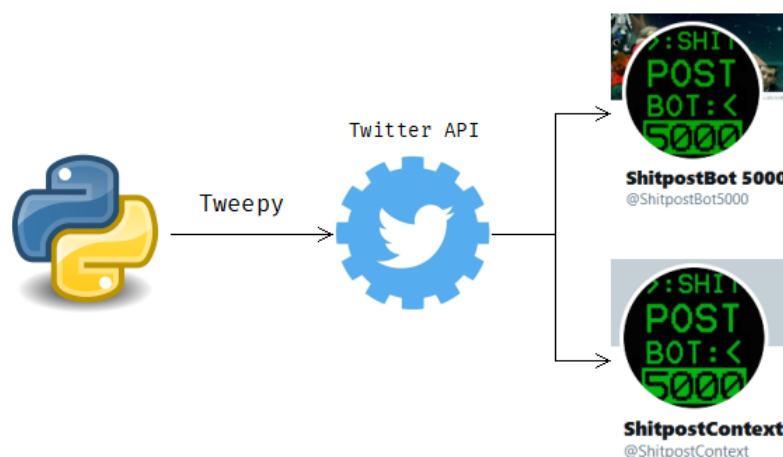 >:SHIT
POST
BOT:<
5000
Twitter API
ShitpostBot 5000
@ShitpostBot5000
Tweepy
>:SHIT
POST
BOT:<
5000
ShitpostContext
@ShitpostContext